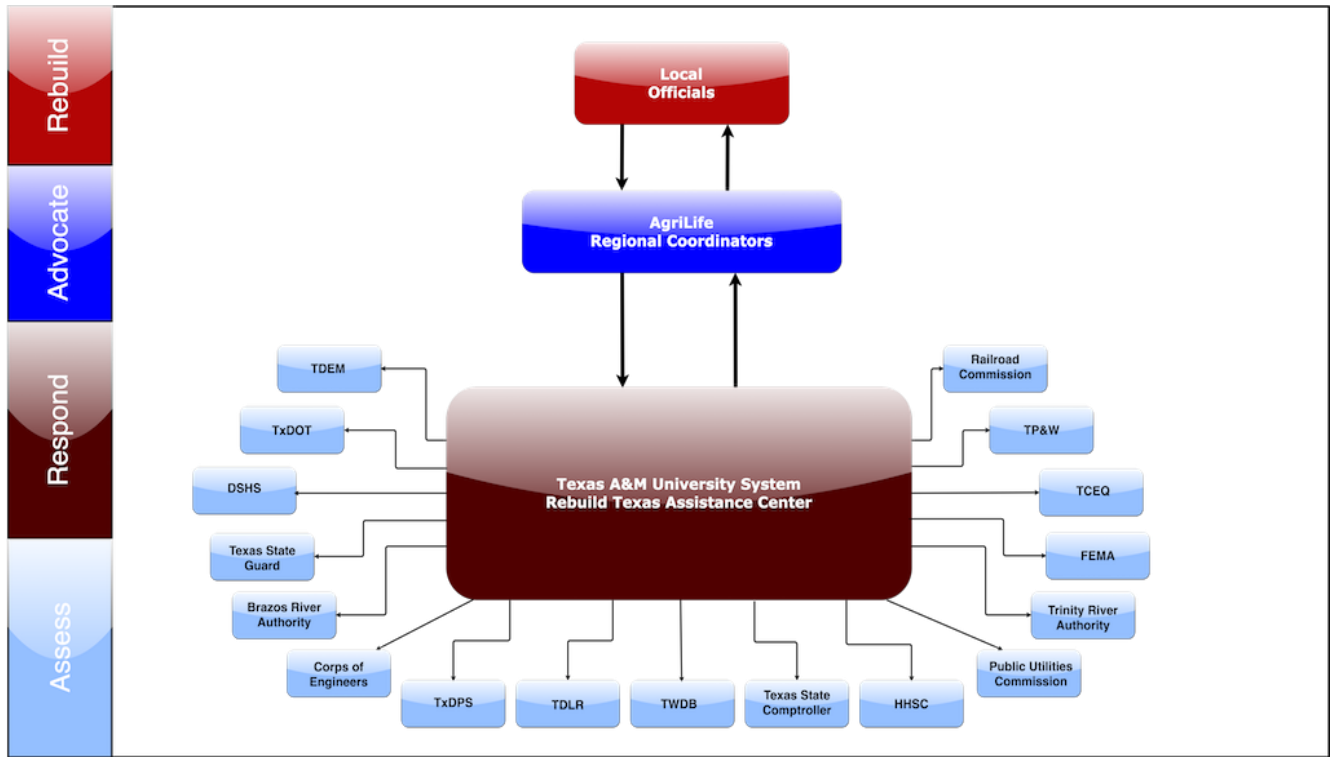 Rebuild
Advocate
Respond
Assess
Local
Officials
AgriLife
Regional Coordinators
Texas A&M University System
Rebuild Texas Assistance Center
TDEM
TxDOT
DSHS
Texas State
Guard
Brazos River
Authority
Corps of
Engineers
TxDPS
TDLR
TWDB
Texas State
Comptroller
HHSC
Public Utilities
Commission
Trinity River
Authority
FEMA
TCEQ
TP&W
Railroad
Commission